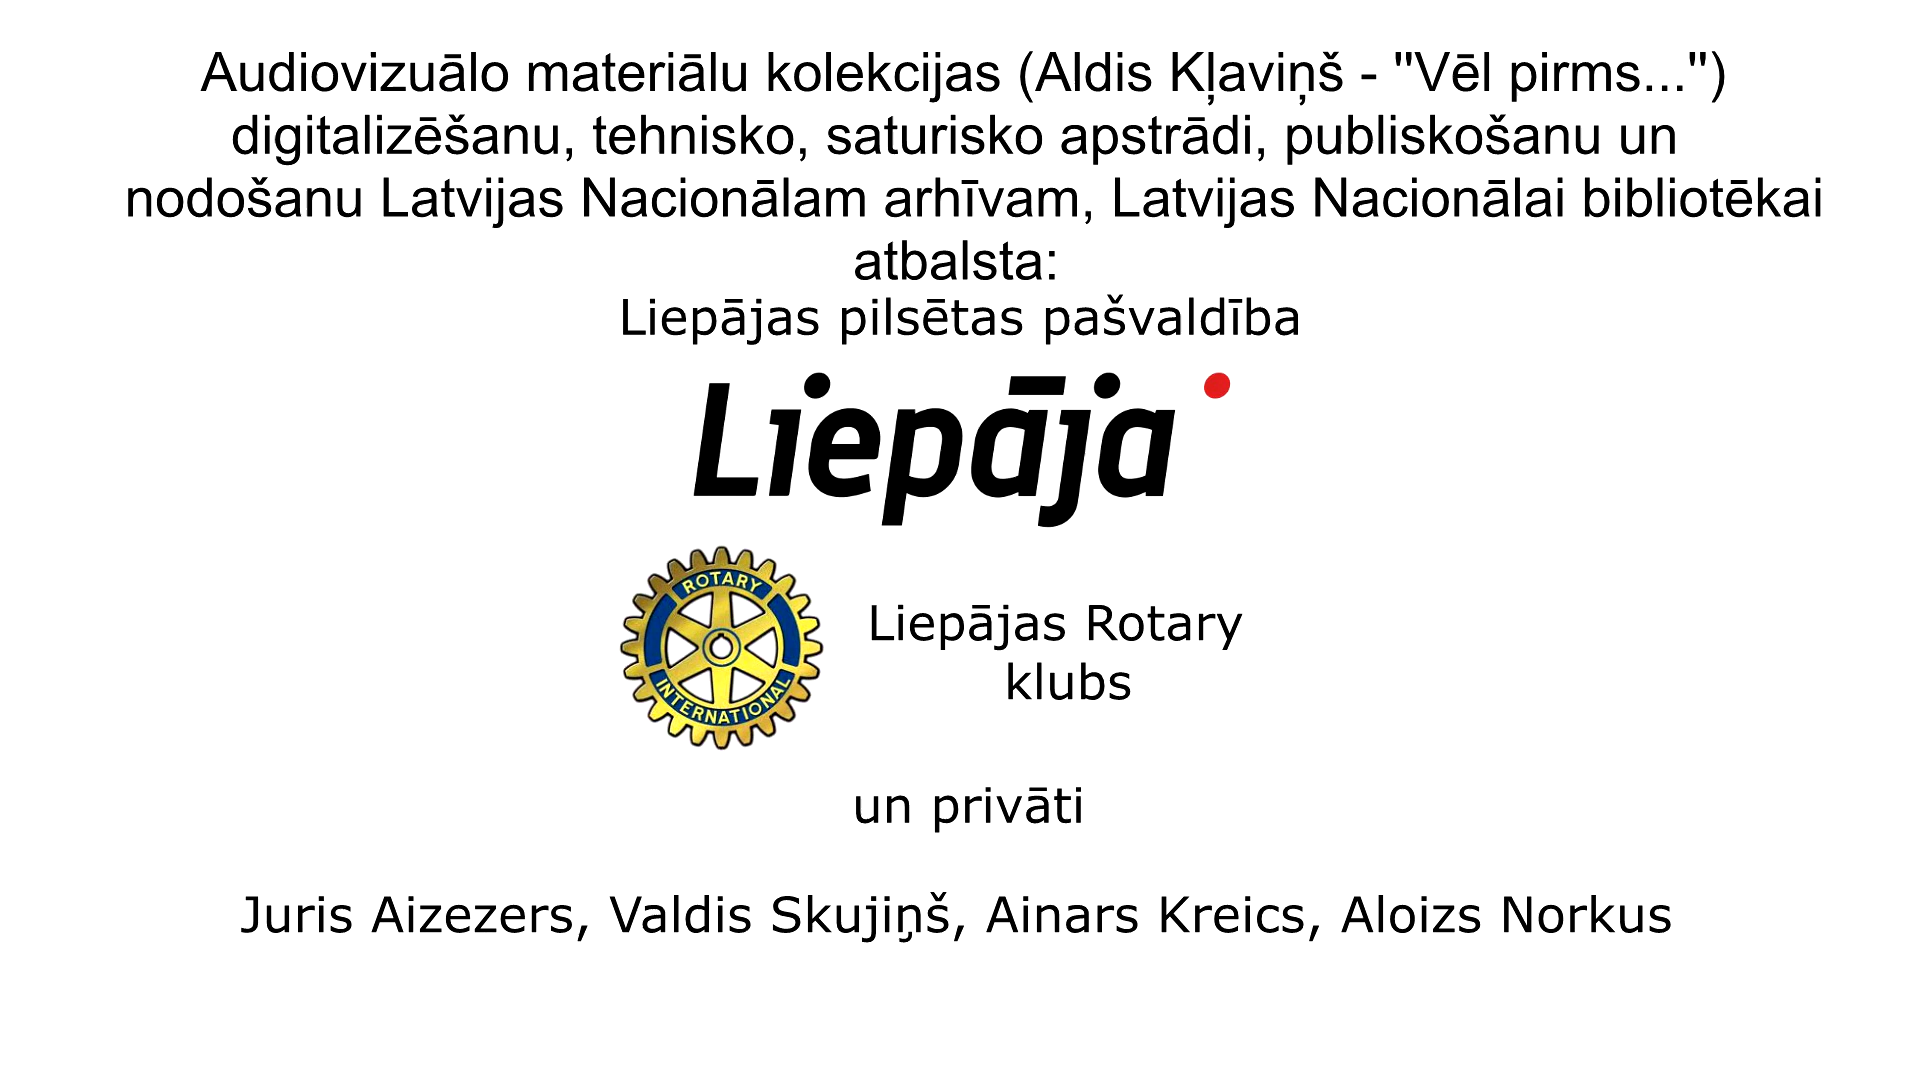 Audiovizuālo materiālu kolekcijas (Aldis Kļaviņš - "Vēl pirms...")
digitalizēšanu, tehnisko, saturisko apstrādi, publiskošanu un
nodošanu Latvijas Nacionālam arhīvam, Latvijas Nacionālai bibliotēkai
atbalsta:
Liepājas pilsētas pašvaldība
Liepāja
ROTARY
INTERNATIONAL
Liepājas Rotary
klubs
un privāti
Juris Aizezers, Valdis Skujiņš, Ainars Kreics, Aloizs Norkus